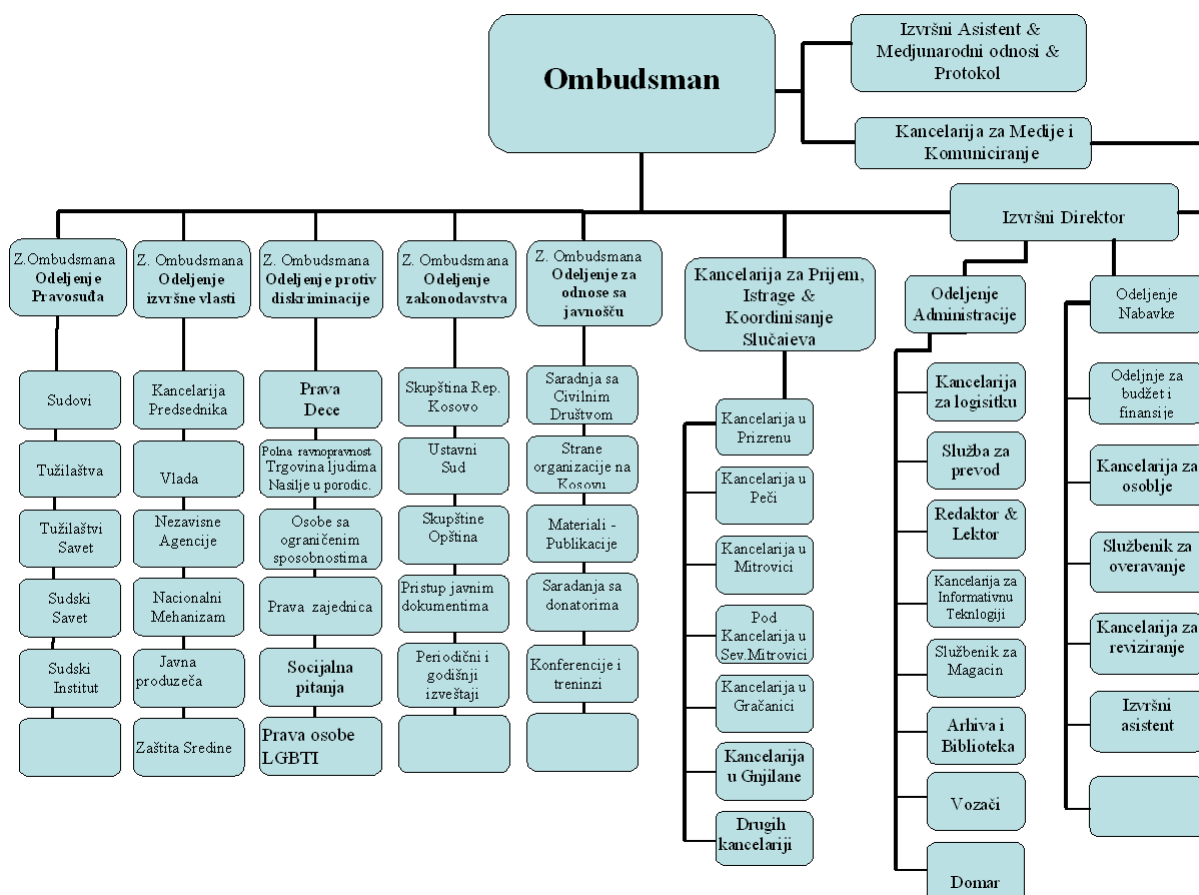 Ombudsman
Izvršni Asistent &
Medjunarodni odnosi &
Protokol
Kancelarija za Medije i
Komuniciranje
Izvršni Direktor
Z.Ombudsmana
Odeljenje
Pravosuđa
Sudovi
Tužilaštva
Tužilaštvi
Savet
Sudski
Savet
Sudski
Institut
Z. Ombudsmana
Odeljenje
izvršne vlasti
Kancelarija
Predsednika
Vlada
Nezavisne
Agencije
Nacionalni
Mehanizam
Javna
produzeča
Zaštita Sredine
Z. Ombudsmana
Odeljenje protiv
diskriminacije
Prava
Dece
Polna ravnopravnost
Trgovina ljudima
Nasilje u porodic.
Osobe sa
ograničenim
sposobnostima
Prava zajednica
Socijalna
pitanja
Prava osobe
LGBTI
Z. Ombudsmana
Odeljenje
zakonodavstva
Skupština Rep.
Kosovo
Ustavni
Sud
Skupštine
Opština
Pristup javnim
dokumentima
Periodični i
godišnji
izveštaji
Z. Ombudsmana
Odeljenje za
odnose sa
javnošču
Saradnja sa
Civilnim
Društvom
Strane
organizacije na
Kosovu
Materiali -
Publikacije
Saradanja sa
donatorima
Konferencije i
treninzi
Kancelarija za Prijem,
Istrage &
Koordinisanje
Slučaieva
Kancelarija u
Prizrenu
Kancelarija u
Peči
Kancelarija u
Mitrovici
Pod
Kancelarija u
Sev.Mitrovici
Kancelarija u
Gračanici
Kancelarija
u Gnjilane
Drugih
kancelariji
Odeljenje
Administracije
Kancelarija
za logisitku
Služba za
prevod
Redaktor &
Lektor
Kancelarija za
Informativnu
Teknlogiji
Službenik za
Magacin
Arhiva i
Biblioteka
Vozači
Domar
Odeljenje
Nabavke
Odeljnje za
budžet i
finansije
Kancelarija za
osoblje
Službenik za
overavanje
Kancelarija za
reviziranje
Izvršni
asistent